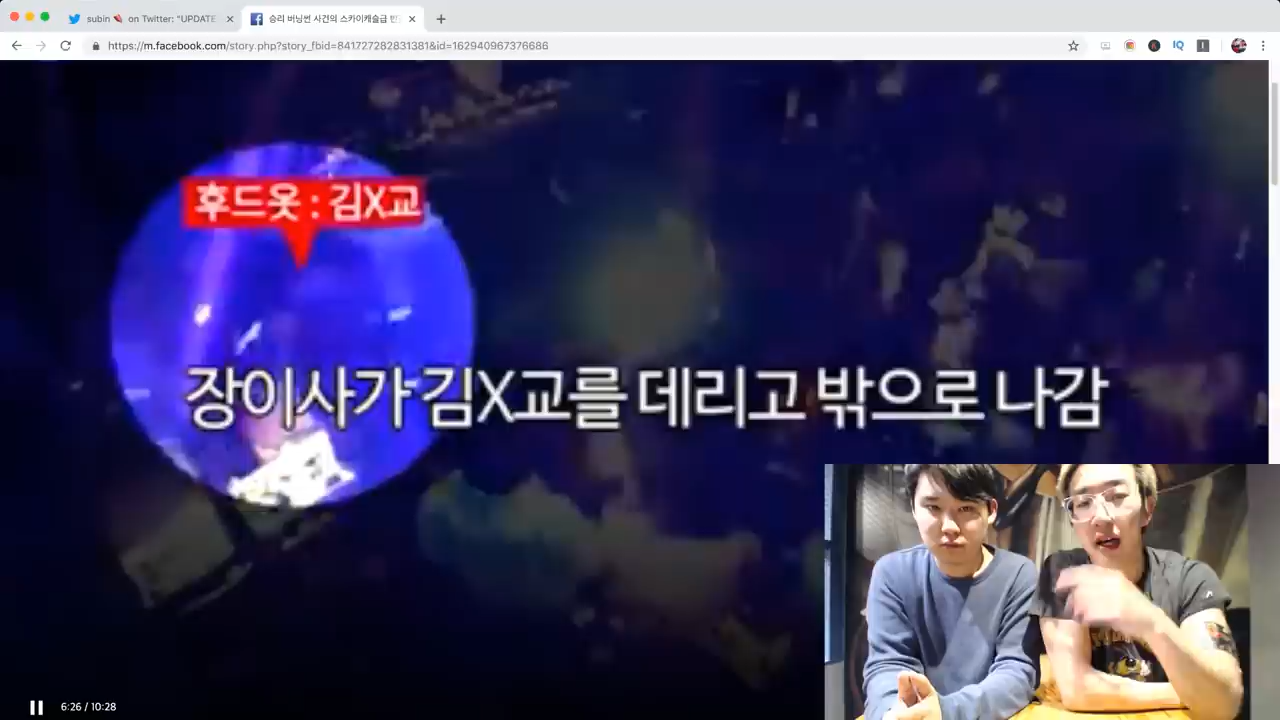 subin on Twitter: "UPDATE
승리 버닝썬 사건의 스카이캐슬급 반
https://m.facebook.com/story.php?story_fbid=841727282831381&id=162940967376686
IQ
후드옷 : 김X교
장이사가 김X교를 데리고 밖으로 나감
6:26 / 10:28